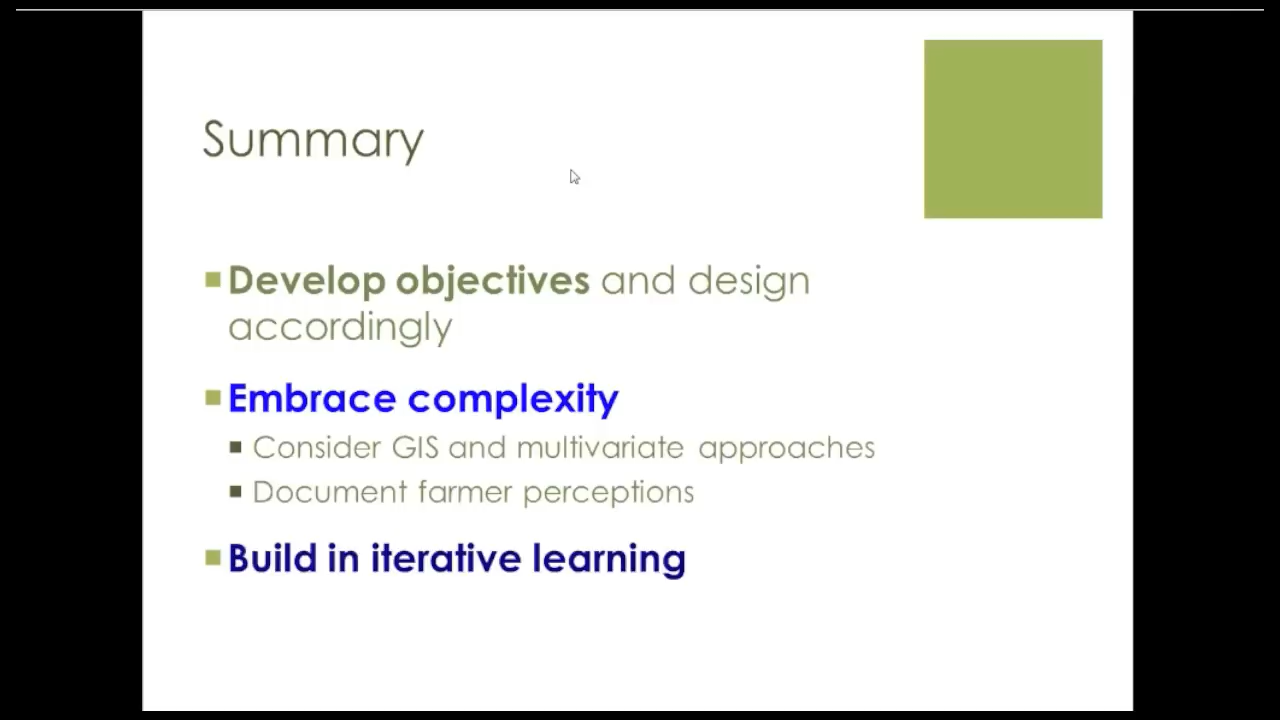 Summary
Develop objectives and design
accordingly
Embrace complexity
Consider GIS and multivariate approaches
Document farmer perceptions
Build in iterative learning